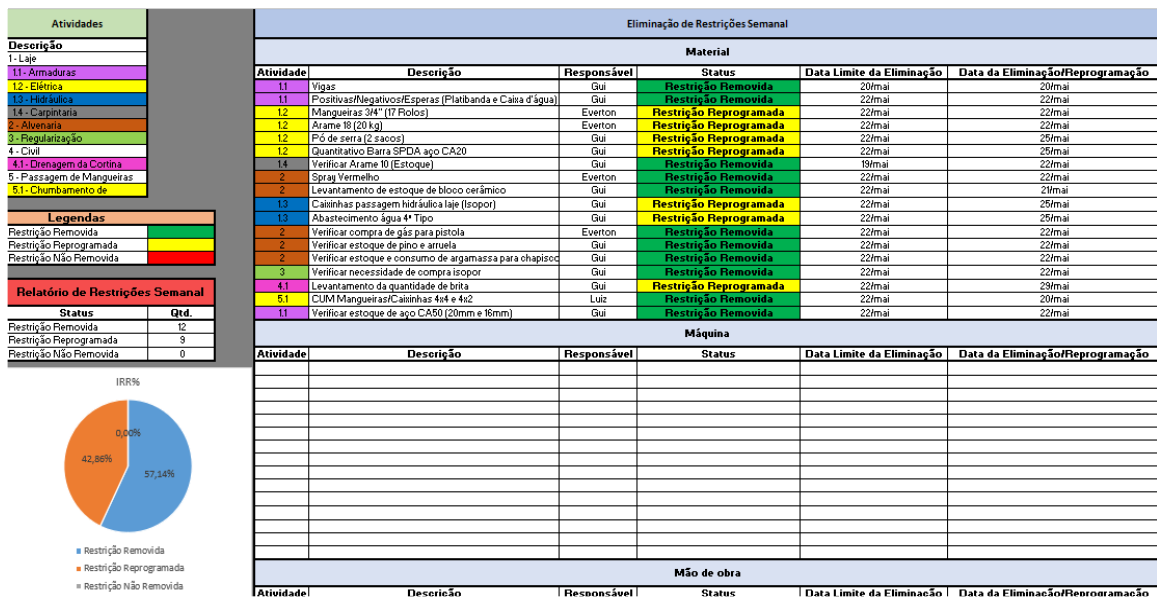 Atividades
Descrição
1 - Laje
1.1 - Armaduras
1.2 - Elétrica
1.3 - Hidráulica
1.4 - Carpintaria
2 - Alvenaria
3 - Regularização
4 - Civil
4.1 - Drenagem da Cortina
5 - Passagem de Mangueiras
5.1 - Chumbamento de
Legendas
Restrição Removida
Restrição Reprogramada
Restrição Não Removida
Relatório de Restrições Semanal
Status Qtd.
Restrição Removida 12
Restrição Reprogramada 9
Restrição Não Removida 0
IRR%
0,00%
42,86%
57,14%
Restrição Removida
Restrição Reprogramada
Restrição Não Removida
Eliminação de Restrições Semanal
Material
Atividade Descrição Responsável Status Data Limite da Eliminação Data da Eliminação/Reprogramação
1.1 Vigas Gui Restrição Removida 20/mai 20/mai
1.1 Positivas/Negativos/Esperas (Platibanda e Caixa d'água) Gui Restrição Removida 22/mai 22/mai
1.2 Mangueiras 3/4" (17 Rolos) Everton Restrição Reprogramada 22/mai 22/mai
1.2 Arame 18 (20 kg) Everton Restrição Reprogramada 22/mai 22/mai
1.2 Pó de serra (2 sacos) Gui Restrição Reprogramada 22/mai 25/mai
1.2 Quantitativo Barra SPDA aço CA20 Gui Restrição Reprogramada 22/mai 25/mai
1.4 Verificar Arame 10 (Estoque) Gui Restrição Removida 19/mai 22/mai
2 Spray Vermelho Everton Restrição Removida 22/mai 22/mai
2 Levantamento de estoque de bloco cerâmico Gui Restrição Removida 22/mai 21/mai
1.3 Caixinhas passagem hidráulica laje (Isopor) Gui Restrição Reprogramada 22/mai 25/mai
1.3 Abastecimento água 4º Tipo Gui Restrição Reprogramada 22/mai 25/mai
2 Verificar compra de gás para pistola Everton Restrição Removida 22/mai 22/mai
2 Verificar estoque de pino e arruela Gui Restrição Removida 22/mai 22/mai
2 Verificar estoque e consumo de argamassa para chapisco Gui Restrição Removida 22/mai 22/mai
3 Verificar necessidade de compra isopor Gui Restrição Removida 22/mai 22/mai
4.1 Levantamento da quantidade de brita Gui Restrição Reprogramada 22/mai 29/mai
5.1 CUM Mangueiras/Caixinhas 4x4 e 4x2 Luiz Restrição Removida 22/mai 20/mai
1.1 Verificar estoque de aço CA50 (20mm e 16mm) Gui Restrição Removida 22/mai 22/mai
Máquina
Atividade Descrição Responsável Status Data Limite da Eliminação Data da Eliminação/Reprogramação
Mão de obra
Atividade Descrição Responsável Status Data Limite da Eliminação Data da Eliminação/Reprogramação